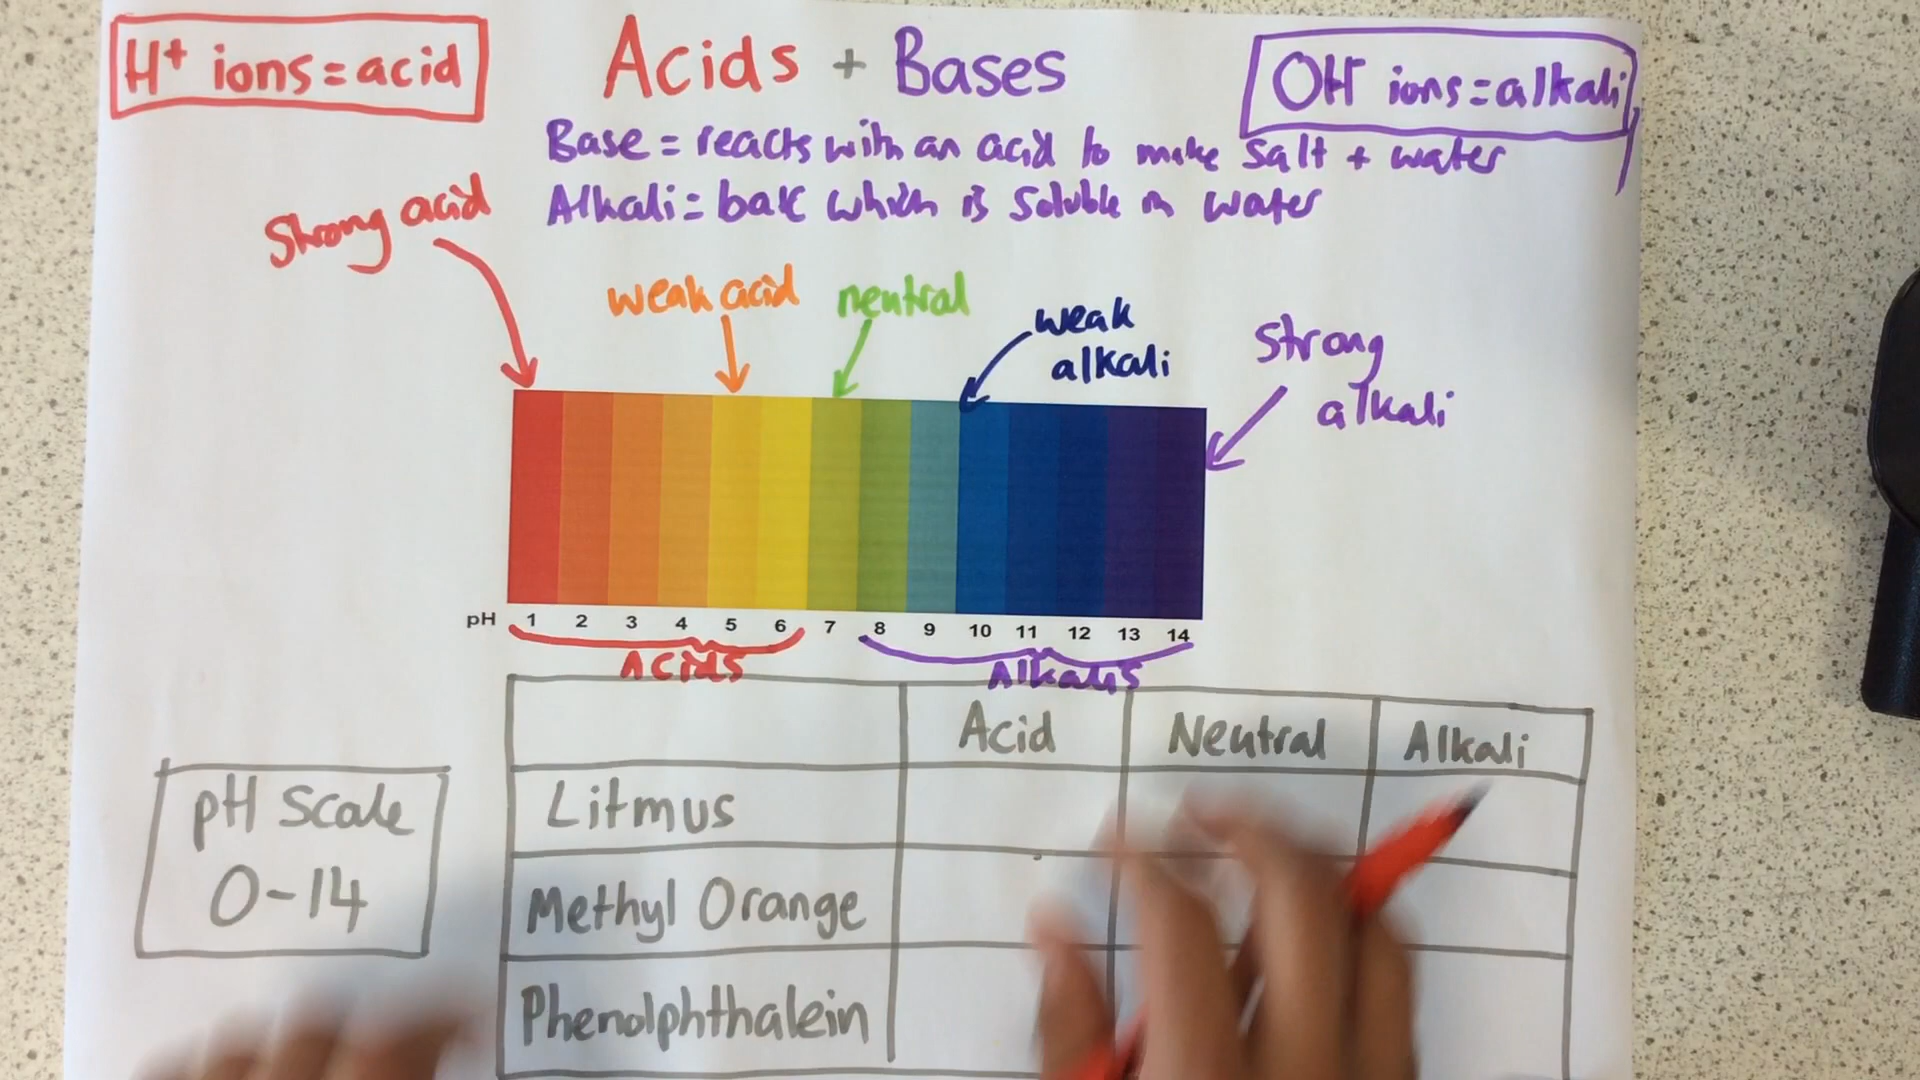 H+ ions = acid
Acids + Bases
OH- ions = alkali
Base = reacts with an acid to make salt + water
Alkali = base which is soluble in water
Strong acid
weak acid
neutral
weak
alkali
Strong
alkali
pH 1 2 3 4 5 6 7 8 9 10 11 12 13 14
Acids
Alkalis
Acid Neutral Alkali
Litmus
Methyl Orange
Phenolphthalein
pH Scale
0-14